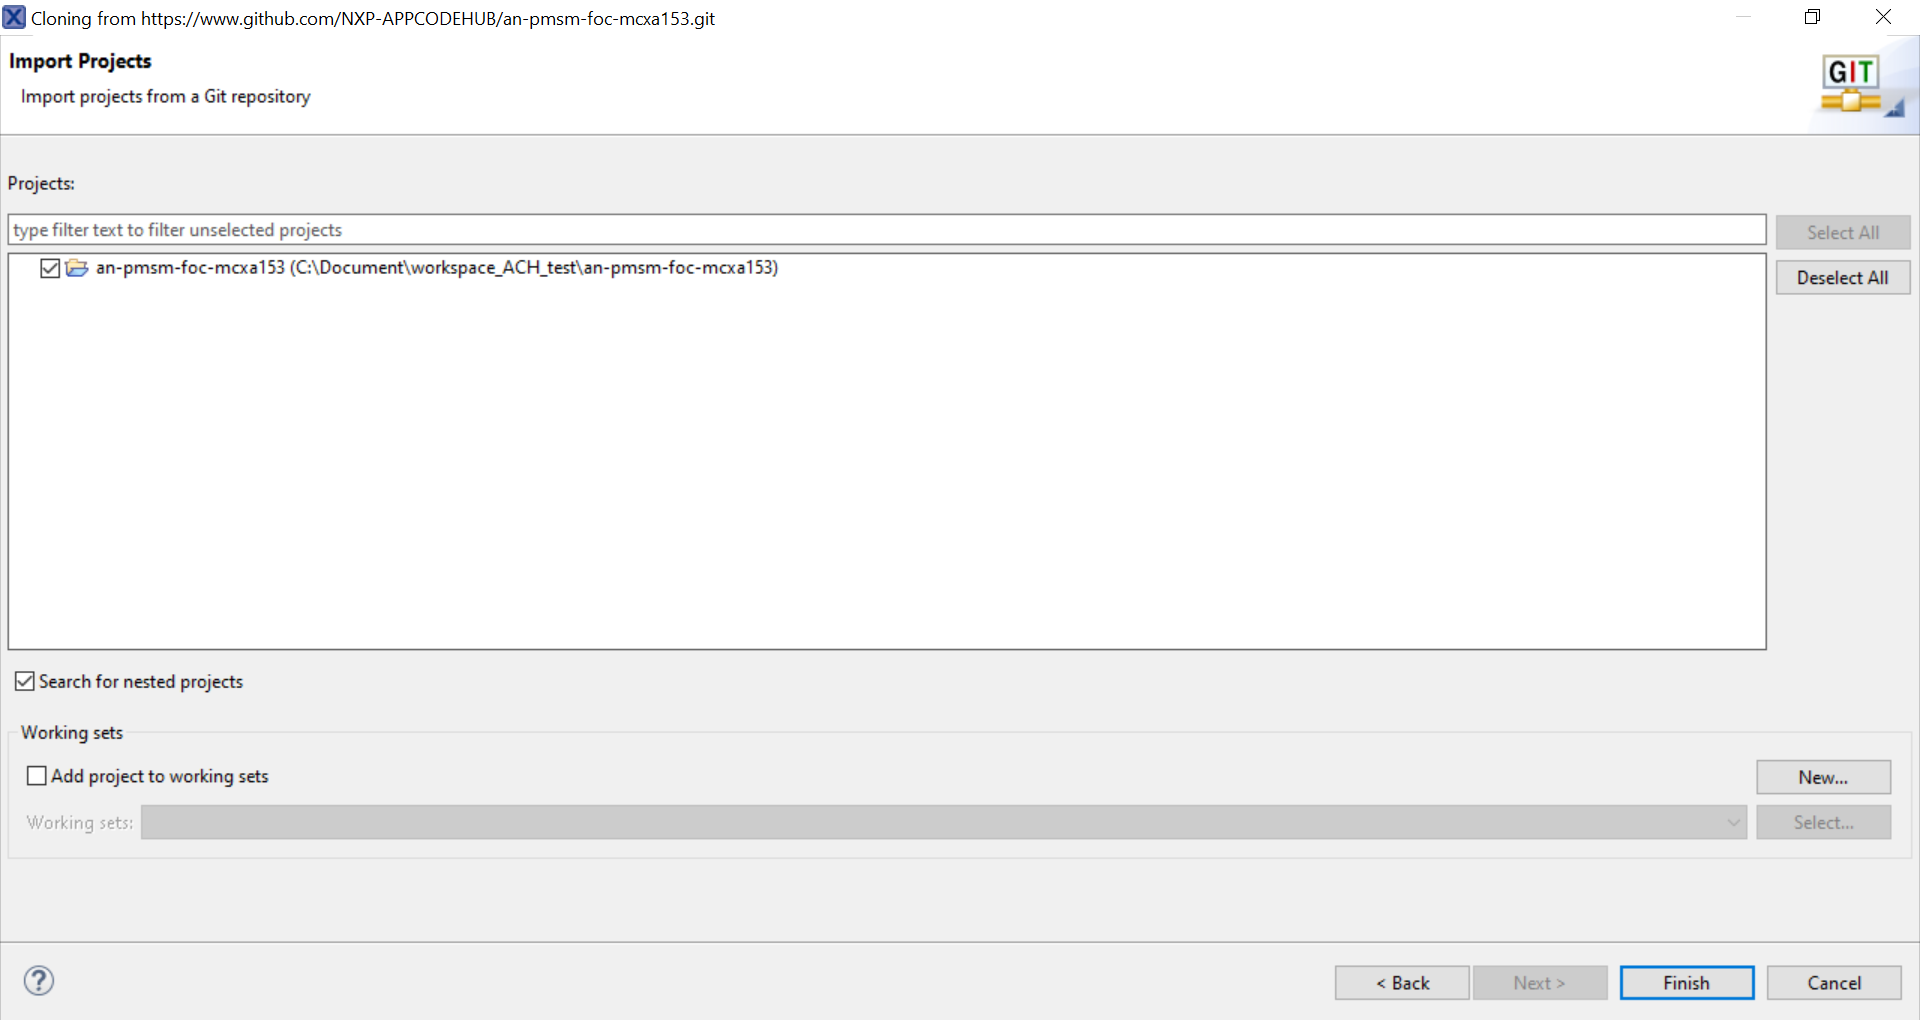 Cloning from https://www.github.com/NXP-APPCODEHUB/an-pmsm-foc-mcxa153.git
Import Projects
Import projects from a Git repository
GIT
Projects:
type filter text to filter unselected projects
Select All
an-pmsm-foc-mcxa153 (C:\Document\workspace_ACH_test\an-pmsm-foc-mcxa153)
Deselect All
Search for nested projects
Working sets
Add project to working sets
New...
Working sets:
Select...
?
< Back
Next >
Finish
Cancel